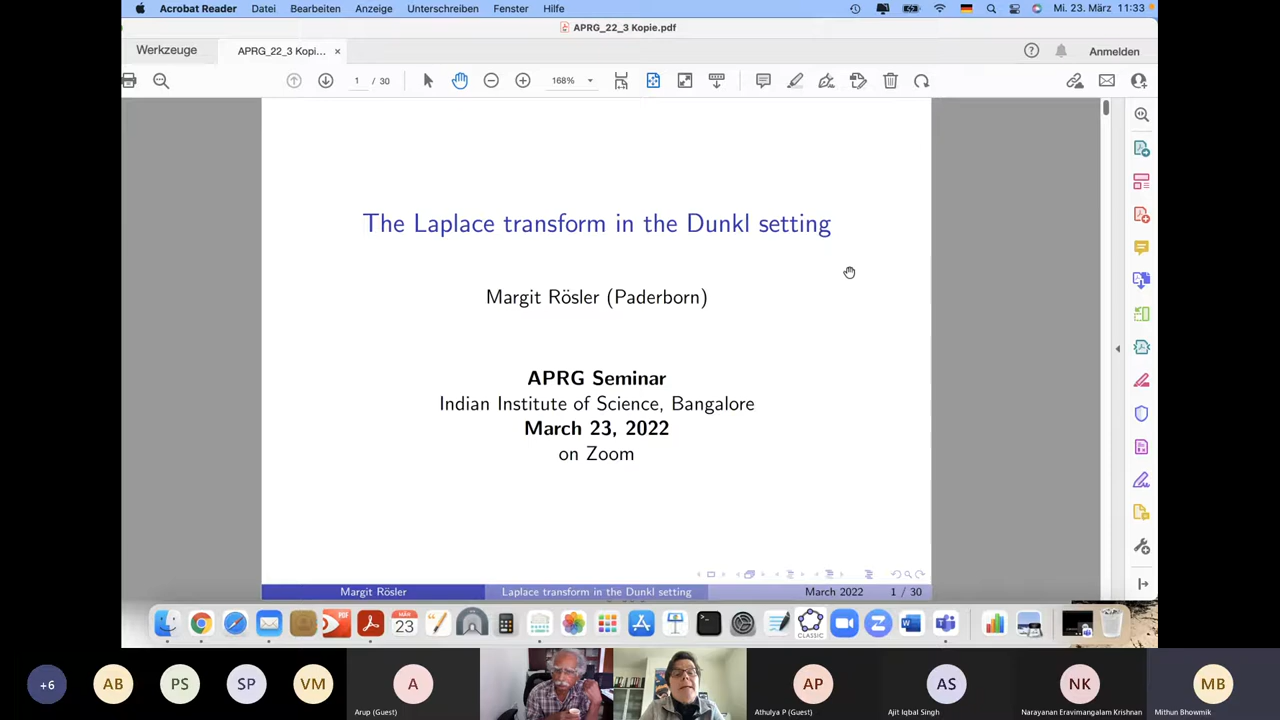 Acrobat Reader Datei Bearbeiten Anzeige Unterschreiben Fenster Hilfe Mi. 23. März 11:33
APRG_22_3 Kopie.pdf
Werkzeuge APRG_22_3 Kopi... × Anmelden
1 / 30 168%
The Laplace transform in the Dunkl setting
Margit Rösler (Paderborn)
APRG Seminar
Indian Institute of Science, Bangalore
March 23, 2022
on Zoom
Margit Rösler Laplace transform in the Dunkl setting March 2022 1 / 30
PDF
MÄR
23
CLASSIC
+6 AB PS SP VM A AP AS NK MB
Arup (Guest) Athulya P (Guest) Ajit Iqbal Singh Narayanan Eravimangalam Krishnan Mithun Bhowmik